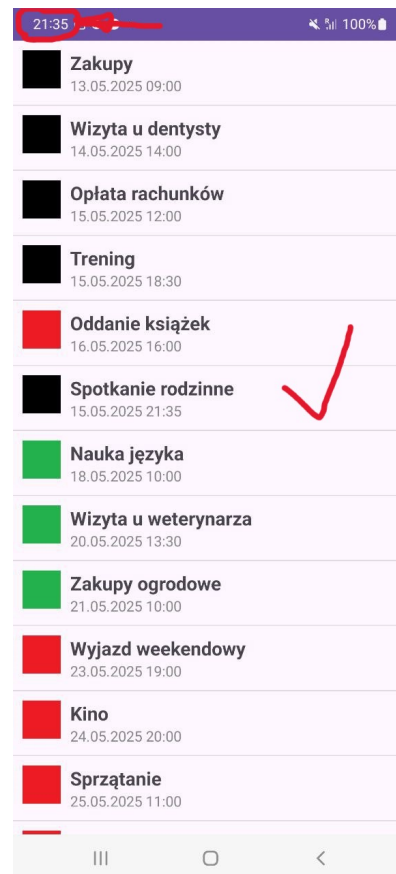 21:35
100%
Zakupy
13.05.2025 09:00
Wizyta u dentysty
14.05.2025 14:00
Opłata rachunków
15.05.2025 12:00
Trening
15.05.2025 18:30
Oddanie książek
16.05.2025 16:00
Spotkanie rodzinne
15.05.2025 21:35
Nauka języka
18.05.2025 10:00
Wizyta u weterynarza
20.05.2025 13:30
Zakupy ogrodowe
21.05.2025 10:00
Wyjazd weekendowy
23.05.2025 19:00
Kino
24.05.2025 20:00
Sprzątanie
25.05.2025 11:00